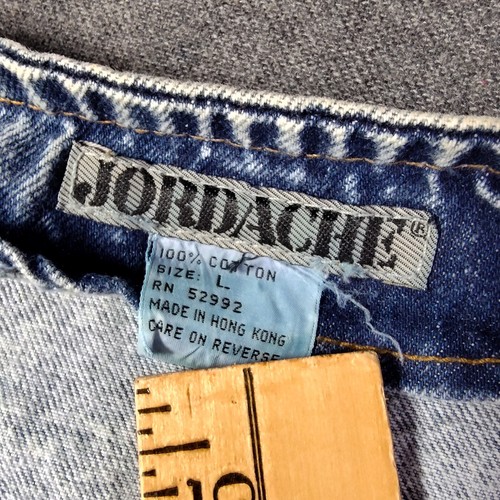 JORDACHE®
100% COTTON
SIZE: L
RN 52992
MADE IN HONG KONG
CARE ON REVERSE